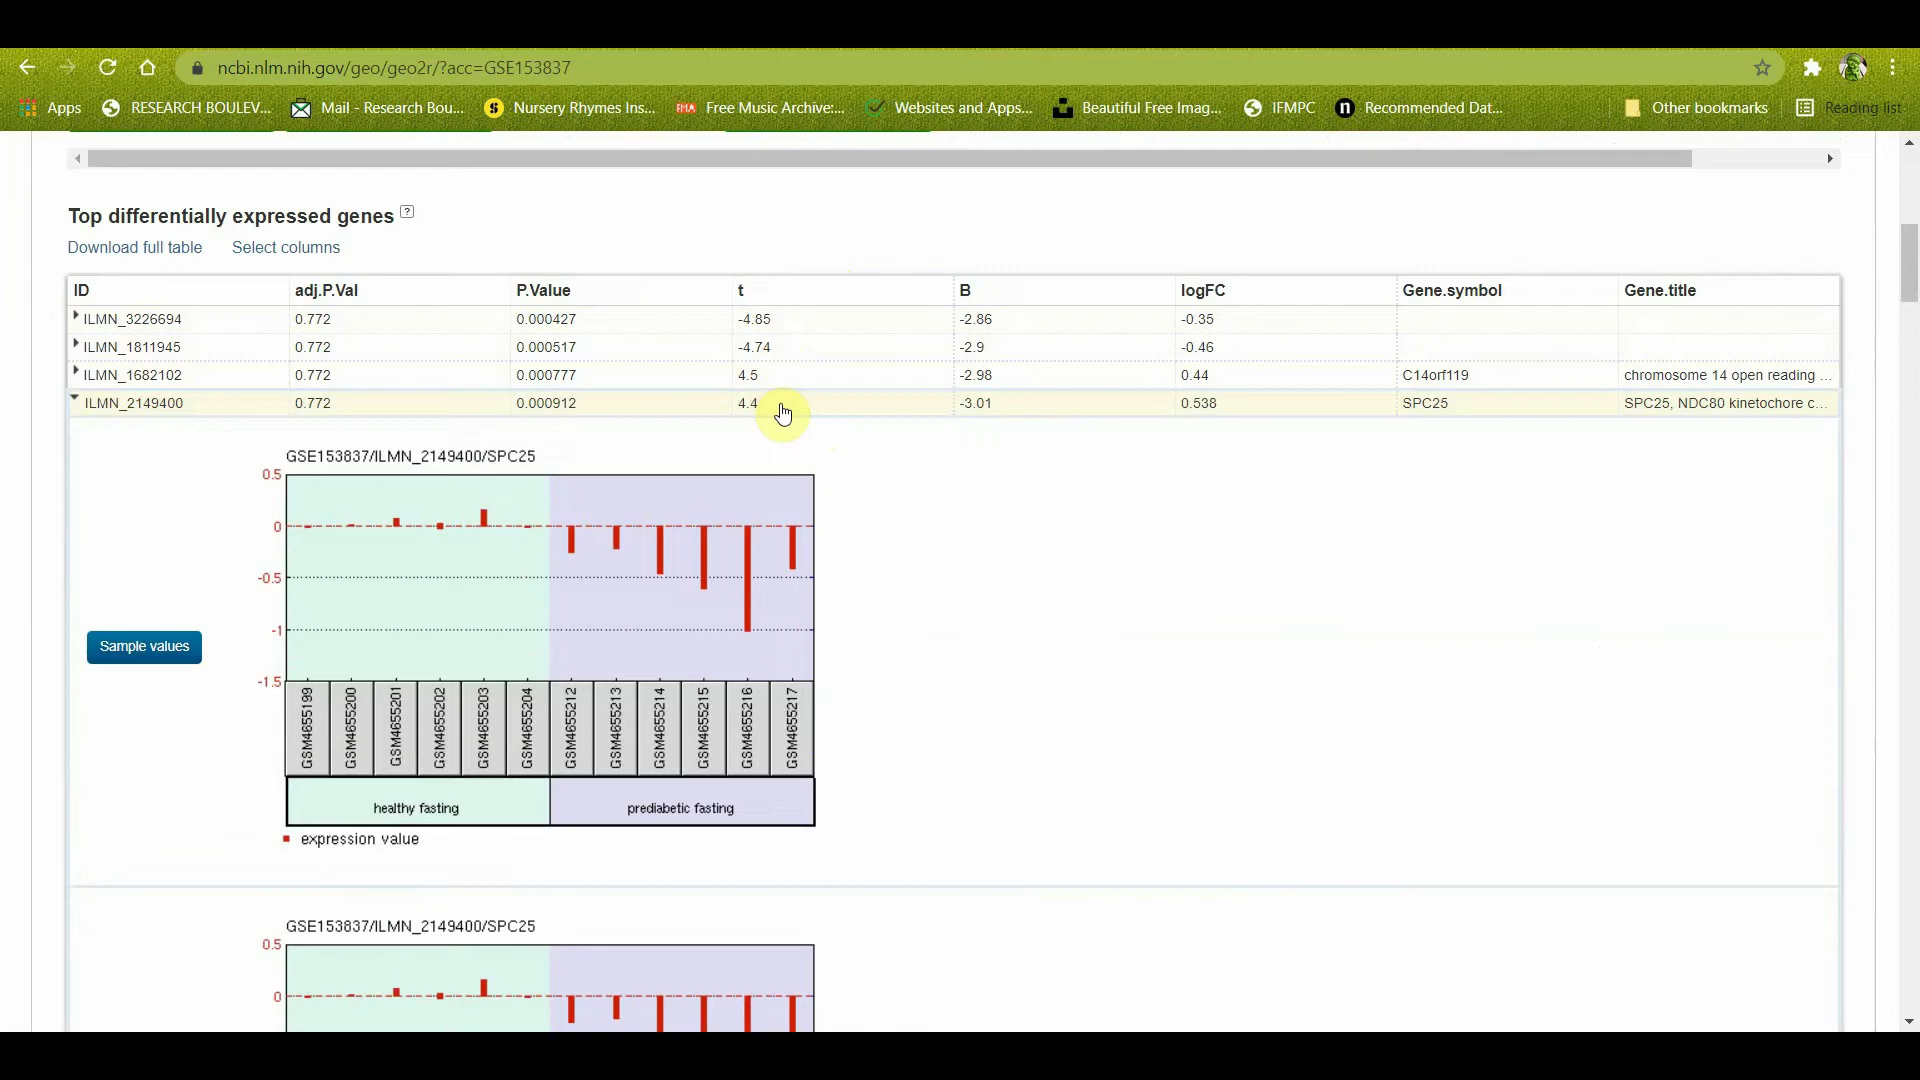 ncbi.nlm.nih.gov/geo/geo2r/?acc=GSE153837
Apps RESEARCH BOULEV... Mail - Research Bou... Nursery Rhymes Ins... FMA Free Music Archive:... Websites and Apps... Beautiful Free Imag... IFMPC n Recommended Dat... Other bookmarks Reading list
Top differentially expressed genes ?
Download full table Select columns
ID adj.P.Val P.Value t B logFC Gene.symbol Gene.title
ILMN_3226694 0.772 0.000427 -4.85 -2.86 -0.35
ILMN_1811945 0.772 0.000517 -4.74 -2.9 -0.46
ILMN_1682102 0.772 0.000777 4.5 -2.98 0.44 C14orf119 chromosome 14 open reading ...
ILMN_2149400 0.772 0.000912 4.4 -3.01 0.538 SPC25 SPC25, NDC80 kinetochore c...
GSE153837/ILMN_2149400/SPC25
0.5
0
-0.5
-1
-1.5
Sample values
GSM4655199 GSM4655200 GSM4655201 GSM4655202 GSM4655203 GSM4655204 GSM4655212 GSM4655213 GSM4655214 GSM4655215 GSM4655216 GSM4655217
healthy fasting prediabetic fasting
expression value
GSE153837/ILMN_2149400/SPC25
0.5
0